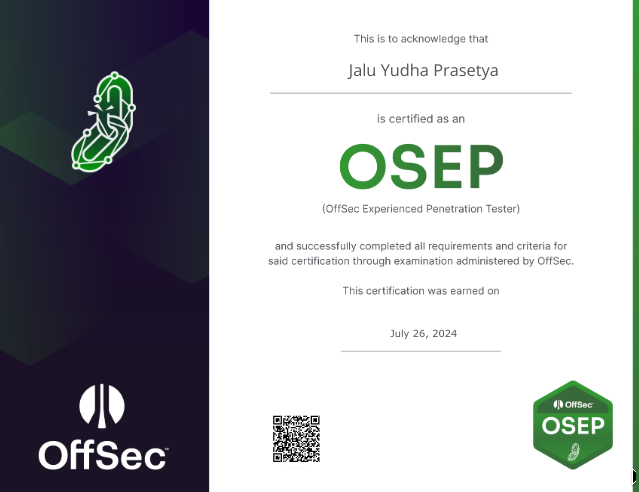 This is to acknowledge that
Jalu Yudha Prasetya
is certified as an
OSEP
(OffSec Experienced Penetration Tester)
and successfully completed all requirements and criteria for
said certification through examination administered by OffSec.
This certification was earned on
July 26, 2024
OffSec™
OffSec
OSEP